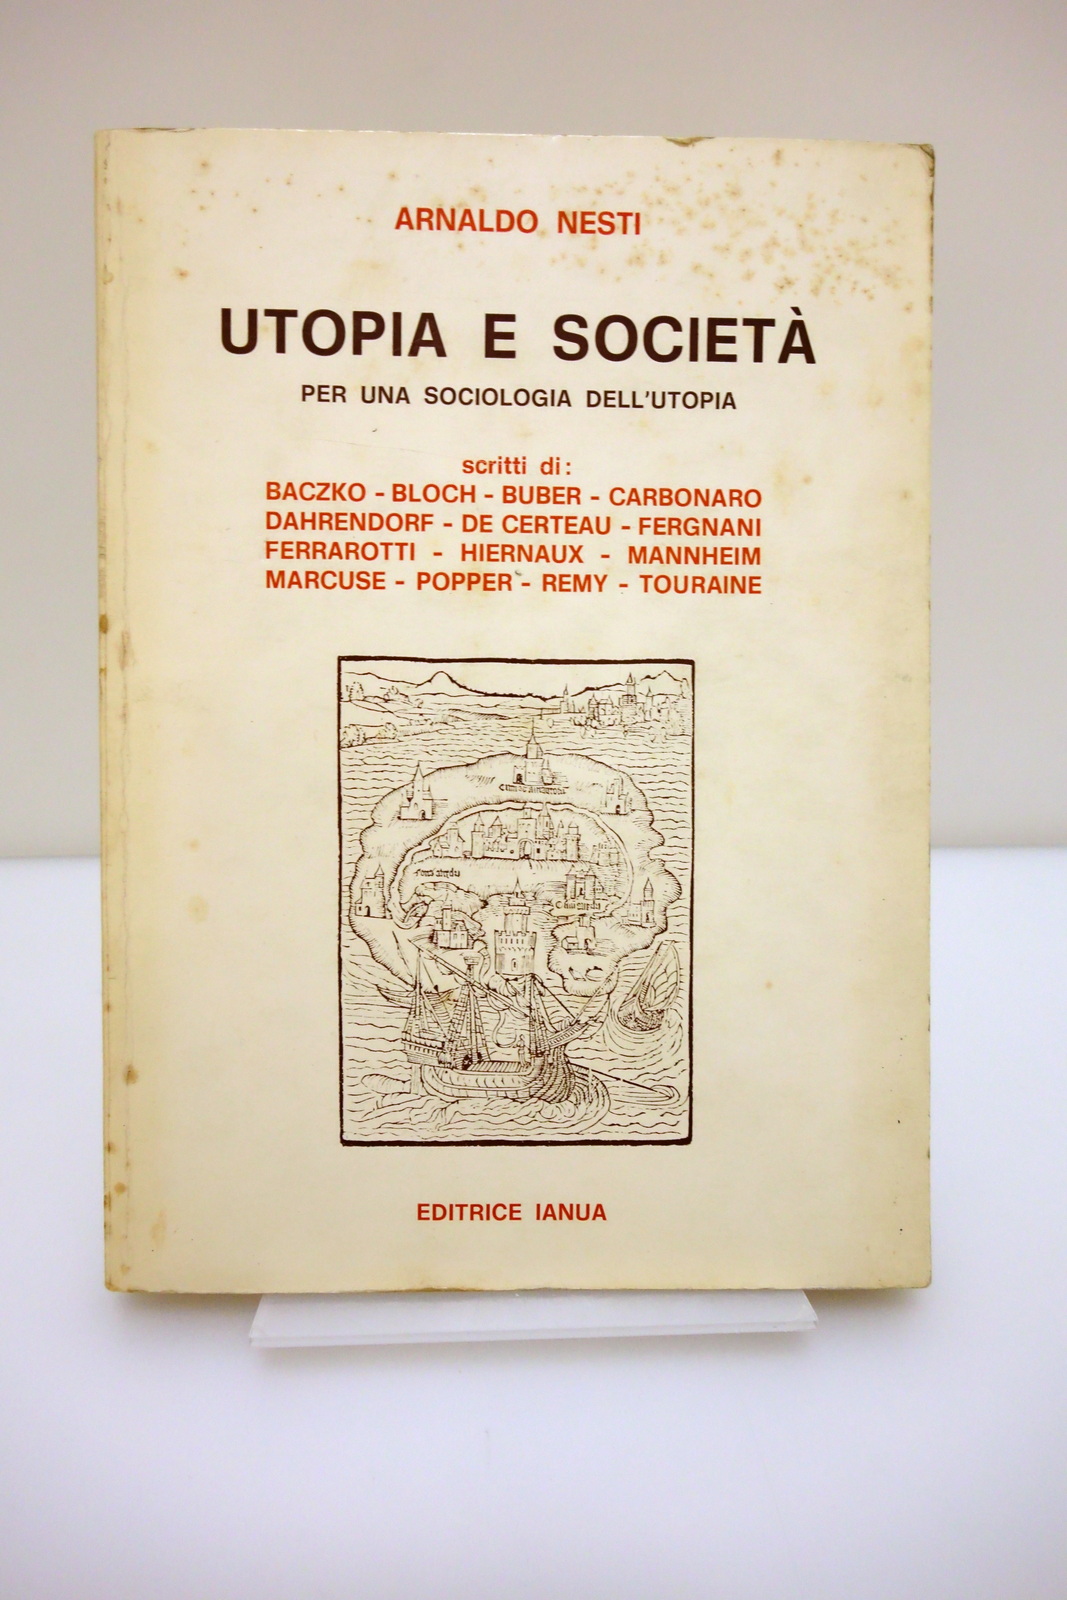 ARNALDO NESTI
UTOPIA E SOCIETÀ
PER UNA SOCIOLOGIA DELL'UTOPIA
scritti di:
BACZKO - BLOCH - BUBER - CARBONARO
DAHRENDORF - DE CERTEAU - FERGNANI
FERRAROTTI - HIERNAUX - MANNHEIM
MARCUSE - POPPER - REMY - TOURAINE
EDITRICE IANUA